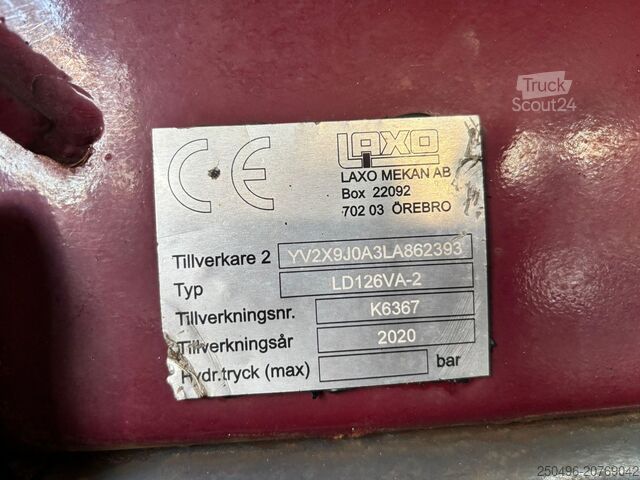 Truck
Scout24
CE
LAXO
LAXO MEKAN AB
Box 22092
702 03 ÖREBRO
Tillverkare 2 YV2X9J0A3LA862393
Typ LD126VA-2
Tillverkningsnr. K6367
Tillverkningsår 2020
Hydr.tryck (max) bar
250496-20769042